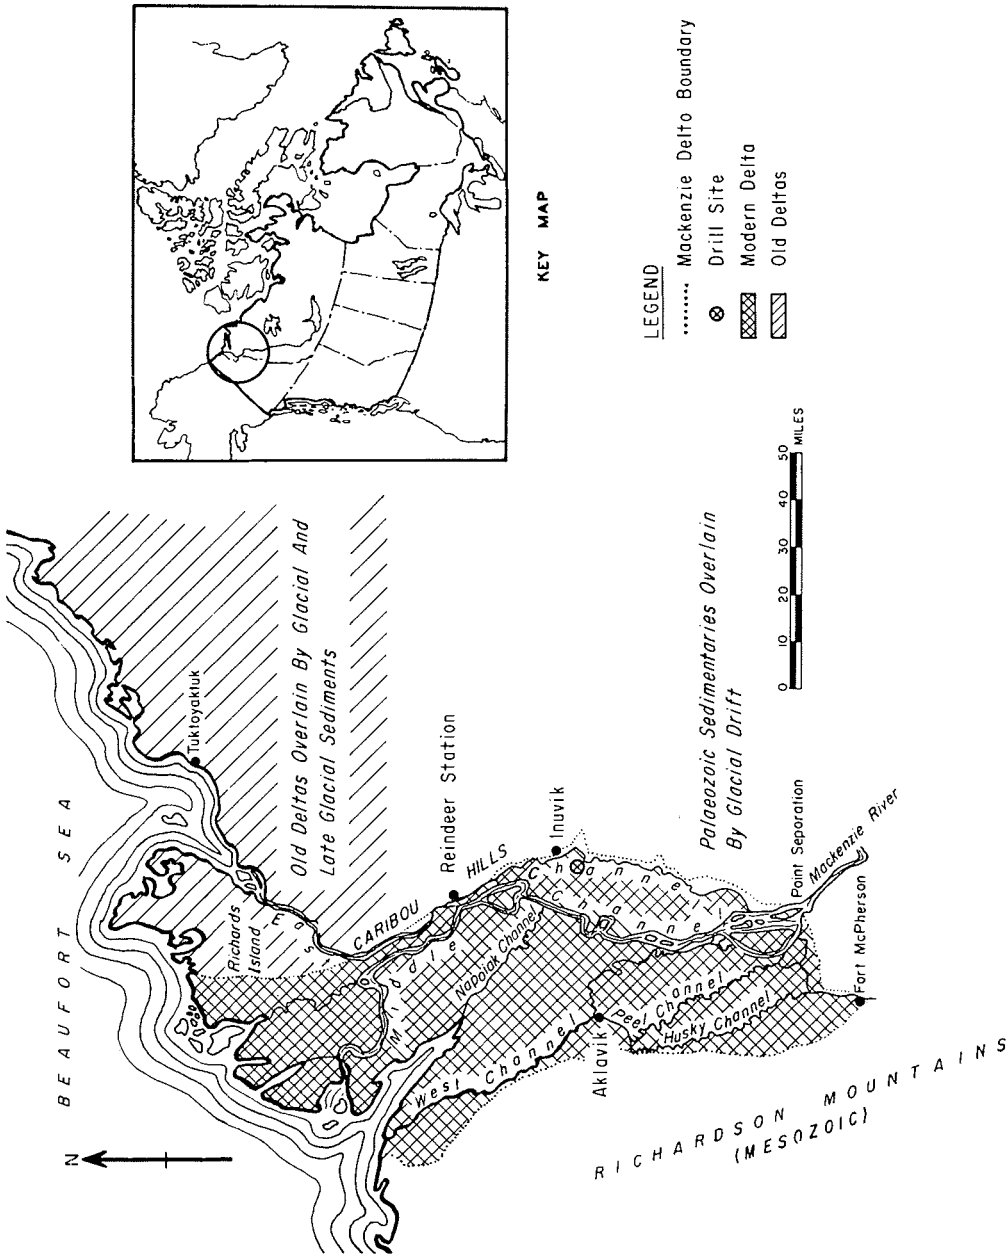 BEAUFORT SEA
N
Tuktoyaktuk
Richards
Island
Old Deltas Overlain By Glacial And
Late Glacial Sediments
East Channel
CARIBOU HILLS
Reindeer Station
Middle Channel
Napoiak Channel
Inuvik
West Channel
Aklavik
Peel Channel
Husky Channel
Palaeozoic Sedimentaries Overlain
By Glacial Drift
Point Separation
Mackenzie River
Fort McPherson
RICHARDSON MOUNTAINS
(MESOZOIC)
0 10 20 30 40 50
MILES
KEY MAP
LEGEND
Mackenzie Delto Boundary
Drill Site
Modern Delta
Old Deltas